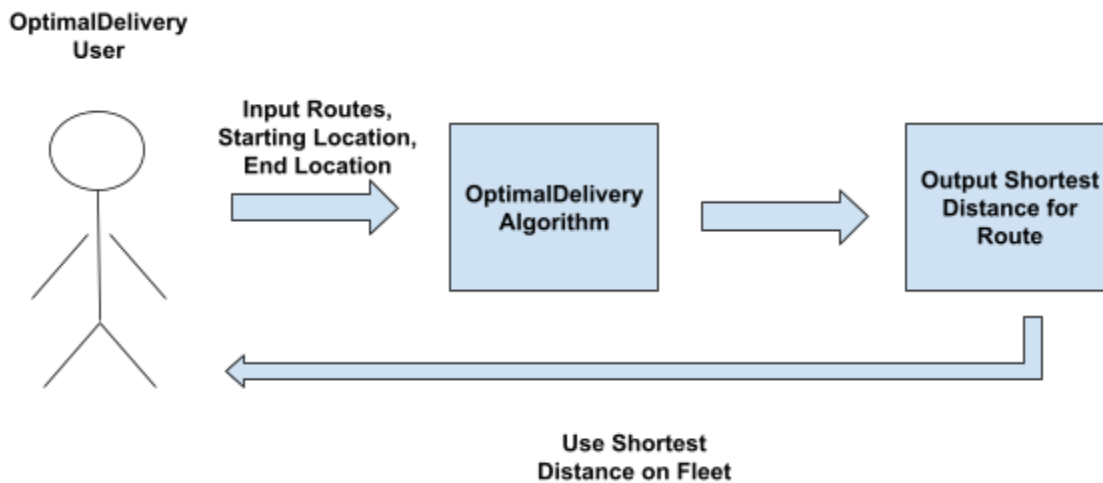 OptimalDelivery
User
Input Routes,
Starting Location,
End Location
OptimalDelivery
Algorithm
Output Shortest
Distance for
Route
Use Shortest
Distance on Fleet